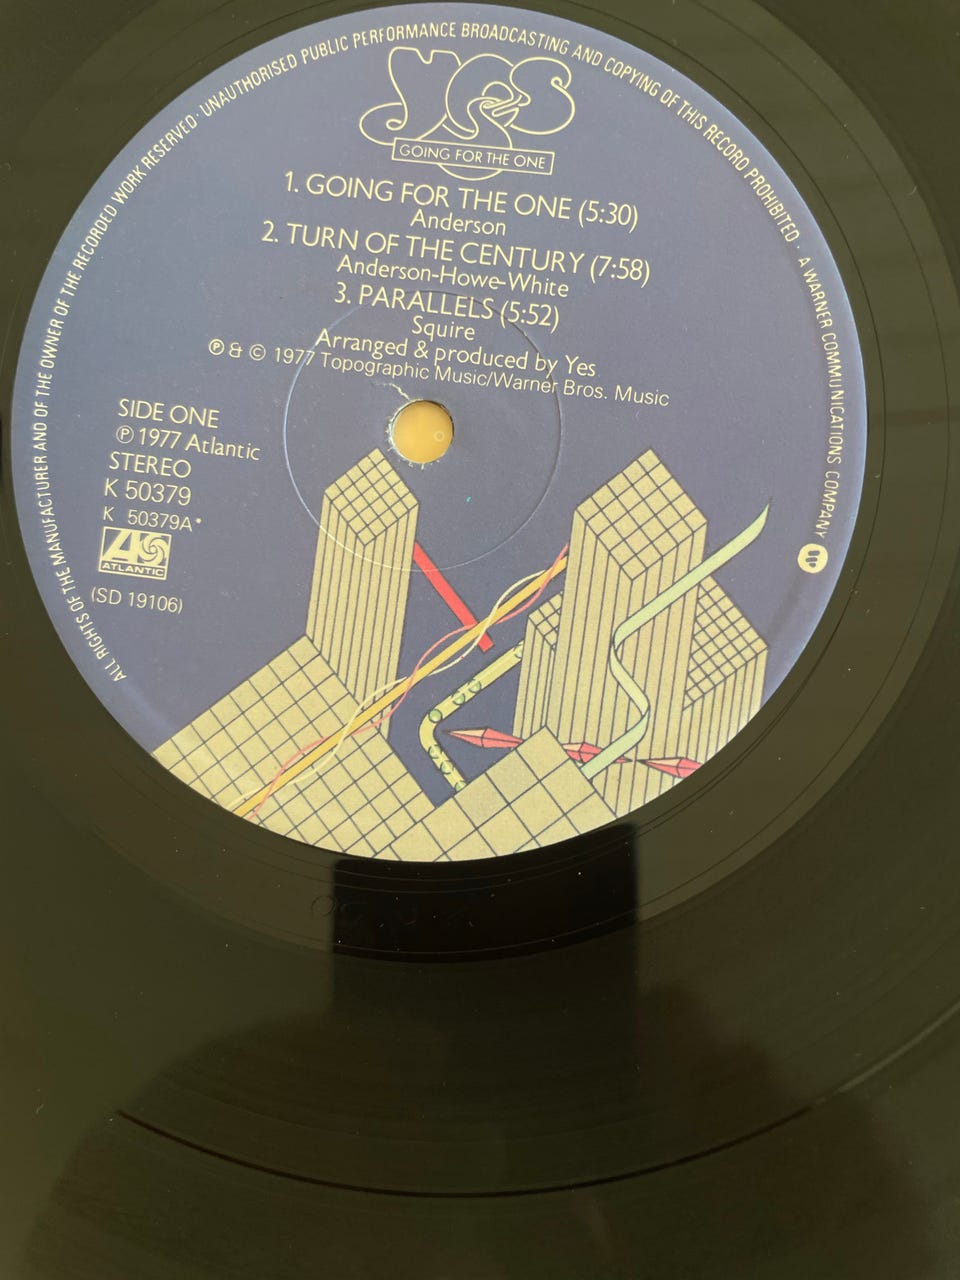 ALL RIGHTS OF THE MANUFACTURER AND OF THE OWNER OF THE RECORDED WORK RESERVED · UNAUTHORISED PUBLIC PERFORMANCE BROADCASTING AND COPYING OF THIS RECORD PROHIBITED · A WARNER COMMUNICATIONS COMPANY
YES
GOING FOR THE ONE
1. GOING FOR THE ONE (5:30)
Anderson
2. TURN OF THE CENTURY (7:58)
Anderson-Howe-White
3. PARALLELS (5:52)
Squire
Arranged & produced by Yes
℗ & © 1977 Topographic Music/Warner Bros. Music
SIDE ONE
℗ 1977 Atlantic
STEREO
K 50379
K 50379A*
ATLANTIC
(SD 19106)